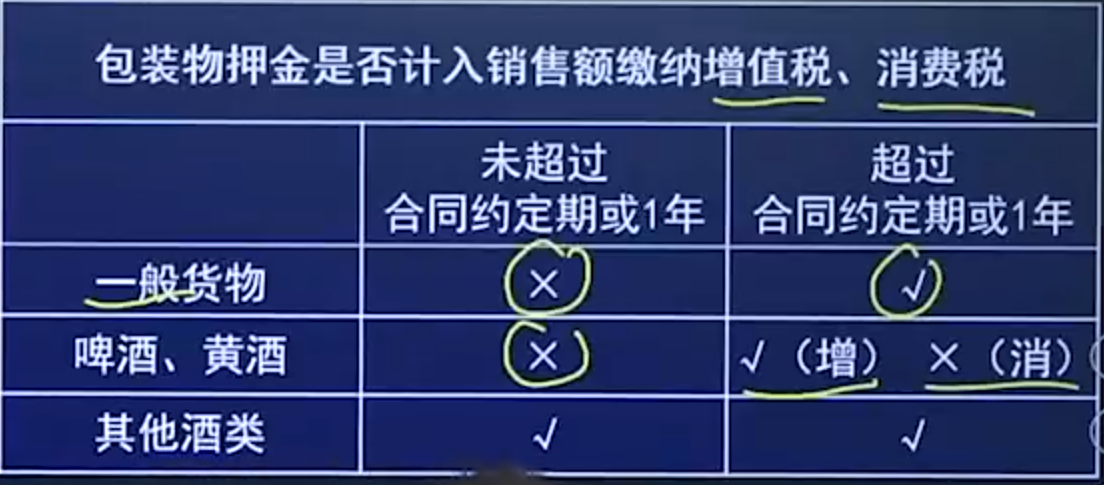 包装物押金是否计入销售额缴纳增值税、消费税
未超过
合同约定期或1年
超过
合同约定期或1年
一般货物 × √
啤酒、黄酒 × √（增） ×（消）
其他酒类 √ √